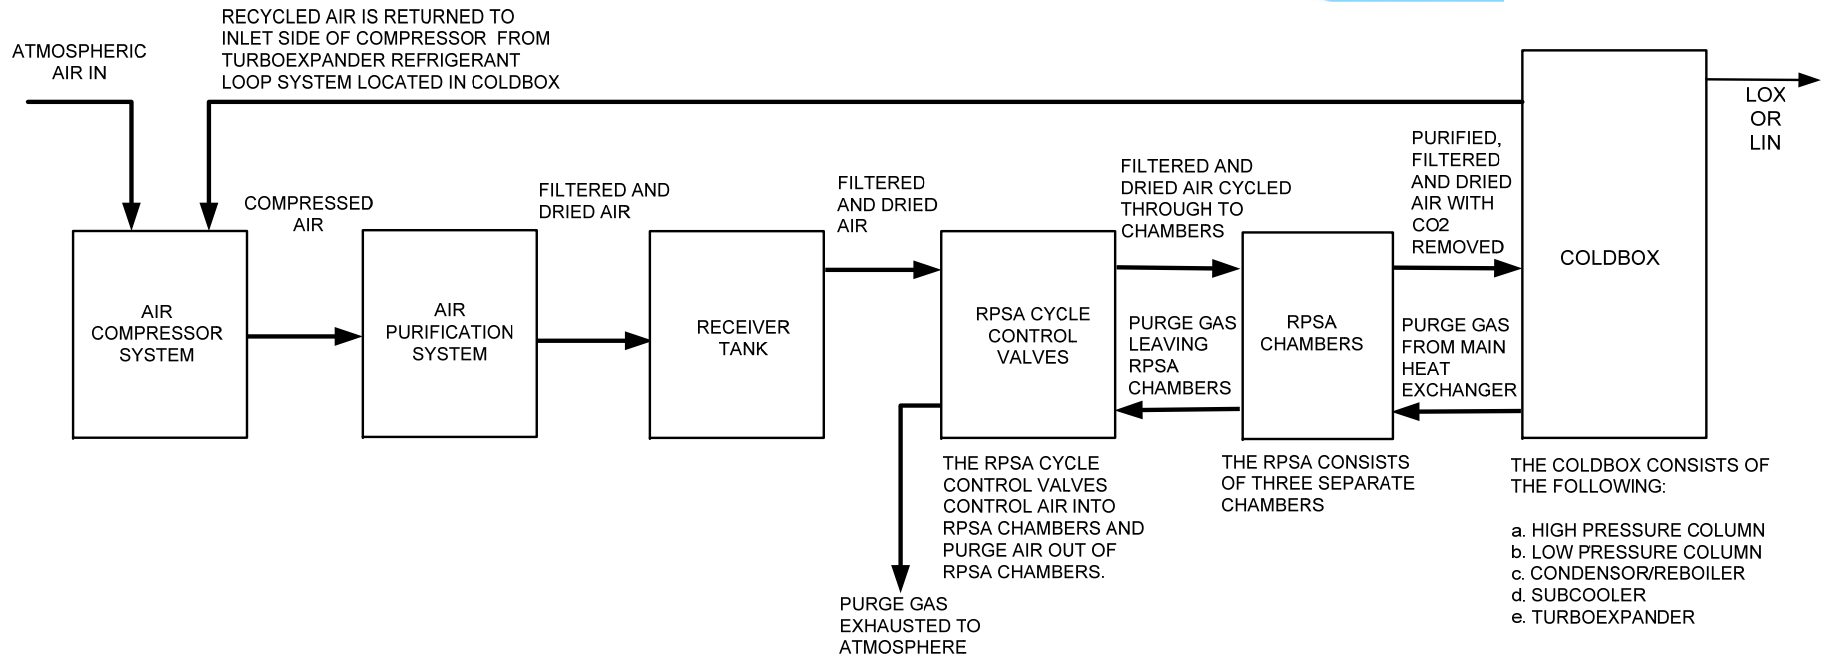 RECYCLED AIR IS RETURNED TO
INLET SIDE OF COMPRESSOR FROM
TURBOEXPANDER REFRIGERANT
LOOP SYSTEM LOCATED IN COLDBOX
ATMOSPHERIC
AIR IN
LOX
OR
LIN
COMPRESSED
AIR
FILTERED AND
DRIED AIR
FILTERED
AND DRIED
AIR
FILTERED AND
DRIED AIR CYCLED
THROUGH TO
CHAMBERS
PURIFIED,
FILTERED
AND DRIED
AIR WITH
CO2
REMOVED
COLDBOX
AIR
COMPRESSOR
SYSTEM
AIR
PURIFICATION
SYSTEM
RECEIVER
TANK
RPSA CYCLE
CONTROL
VALVES
PURGE GAS
LEAVING
RPSA
CHAMBERS
RPSA
CHAMBERS
PURGE GAS
FROM MAIN
HEAT
EXCHANGER
THE RPSA CYCLE
CONTROL VALVES
CONTROL AIR INTO
RPSA CHAMBERS AND
PURGE AIR OUT OF
RPSA CHAMBERS.
THE RPSA CONSISTS
OF THREE SEPARATE
CHAMBERS
THE COLDBOX CONSISTS OF
THE FOLLOWING:
a. HIGH PRESSURE COLUMN
b. LOW PRESSURE COLUMN
c. CONDENSOR/REBOILER
d. SUBCOOLER
e. TURBOEXPANDER
PURGE GAS
EXHAUSTED TO
ATMOSPHERE